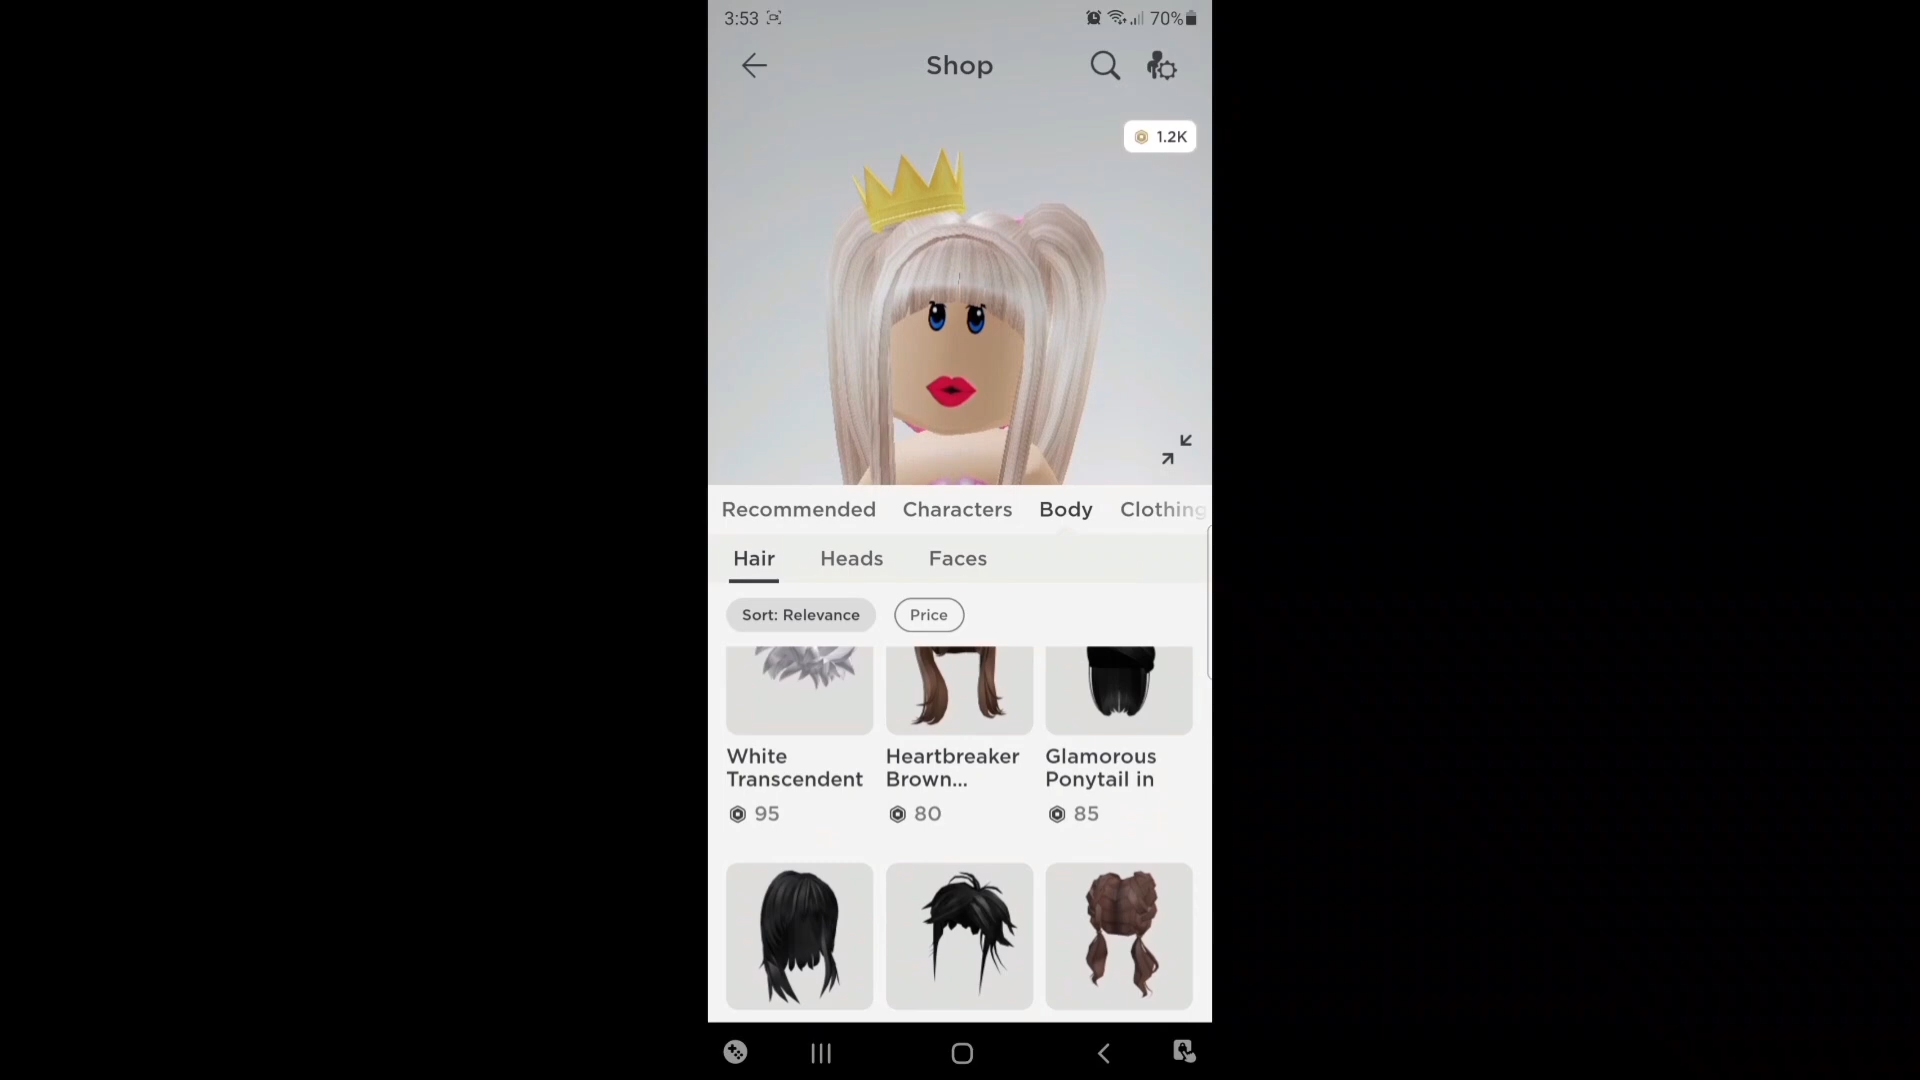 3:53
70%
Shop
1.2K
Recommended Characters Body Clothing
Hair Heads Faces
Sort: Relevance Price
White Heartbreaker Glamorous
Transcendent Brown... Ponytail in
95 80 85